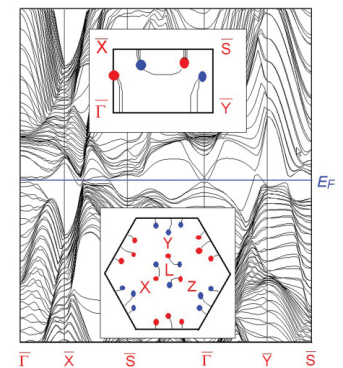 X̅ S̅
Γ̅ Y̅
E_F
Y
L
X Z
Γ̅ X̅ S̅ Γ̅ Y̅ S̅